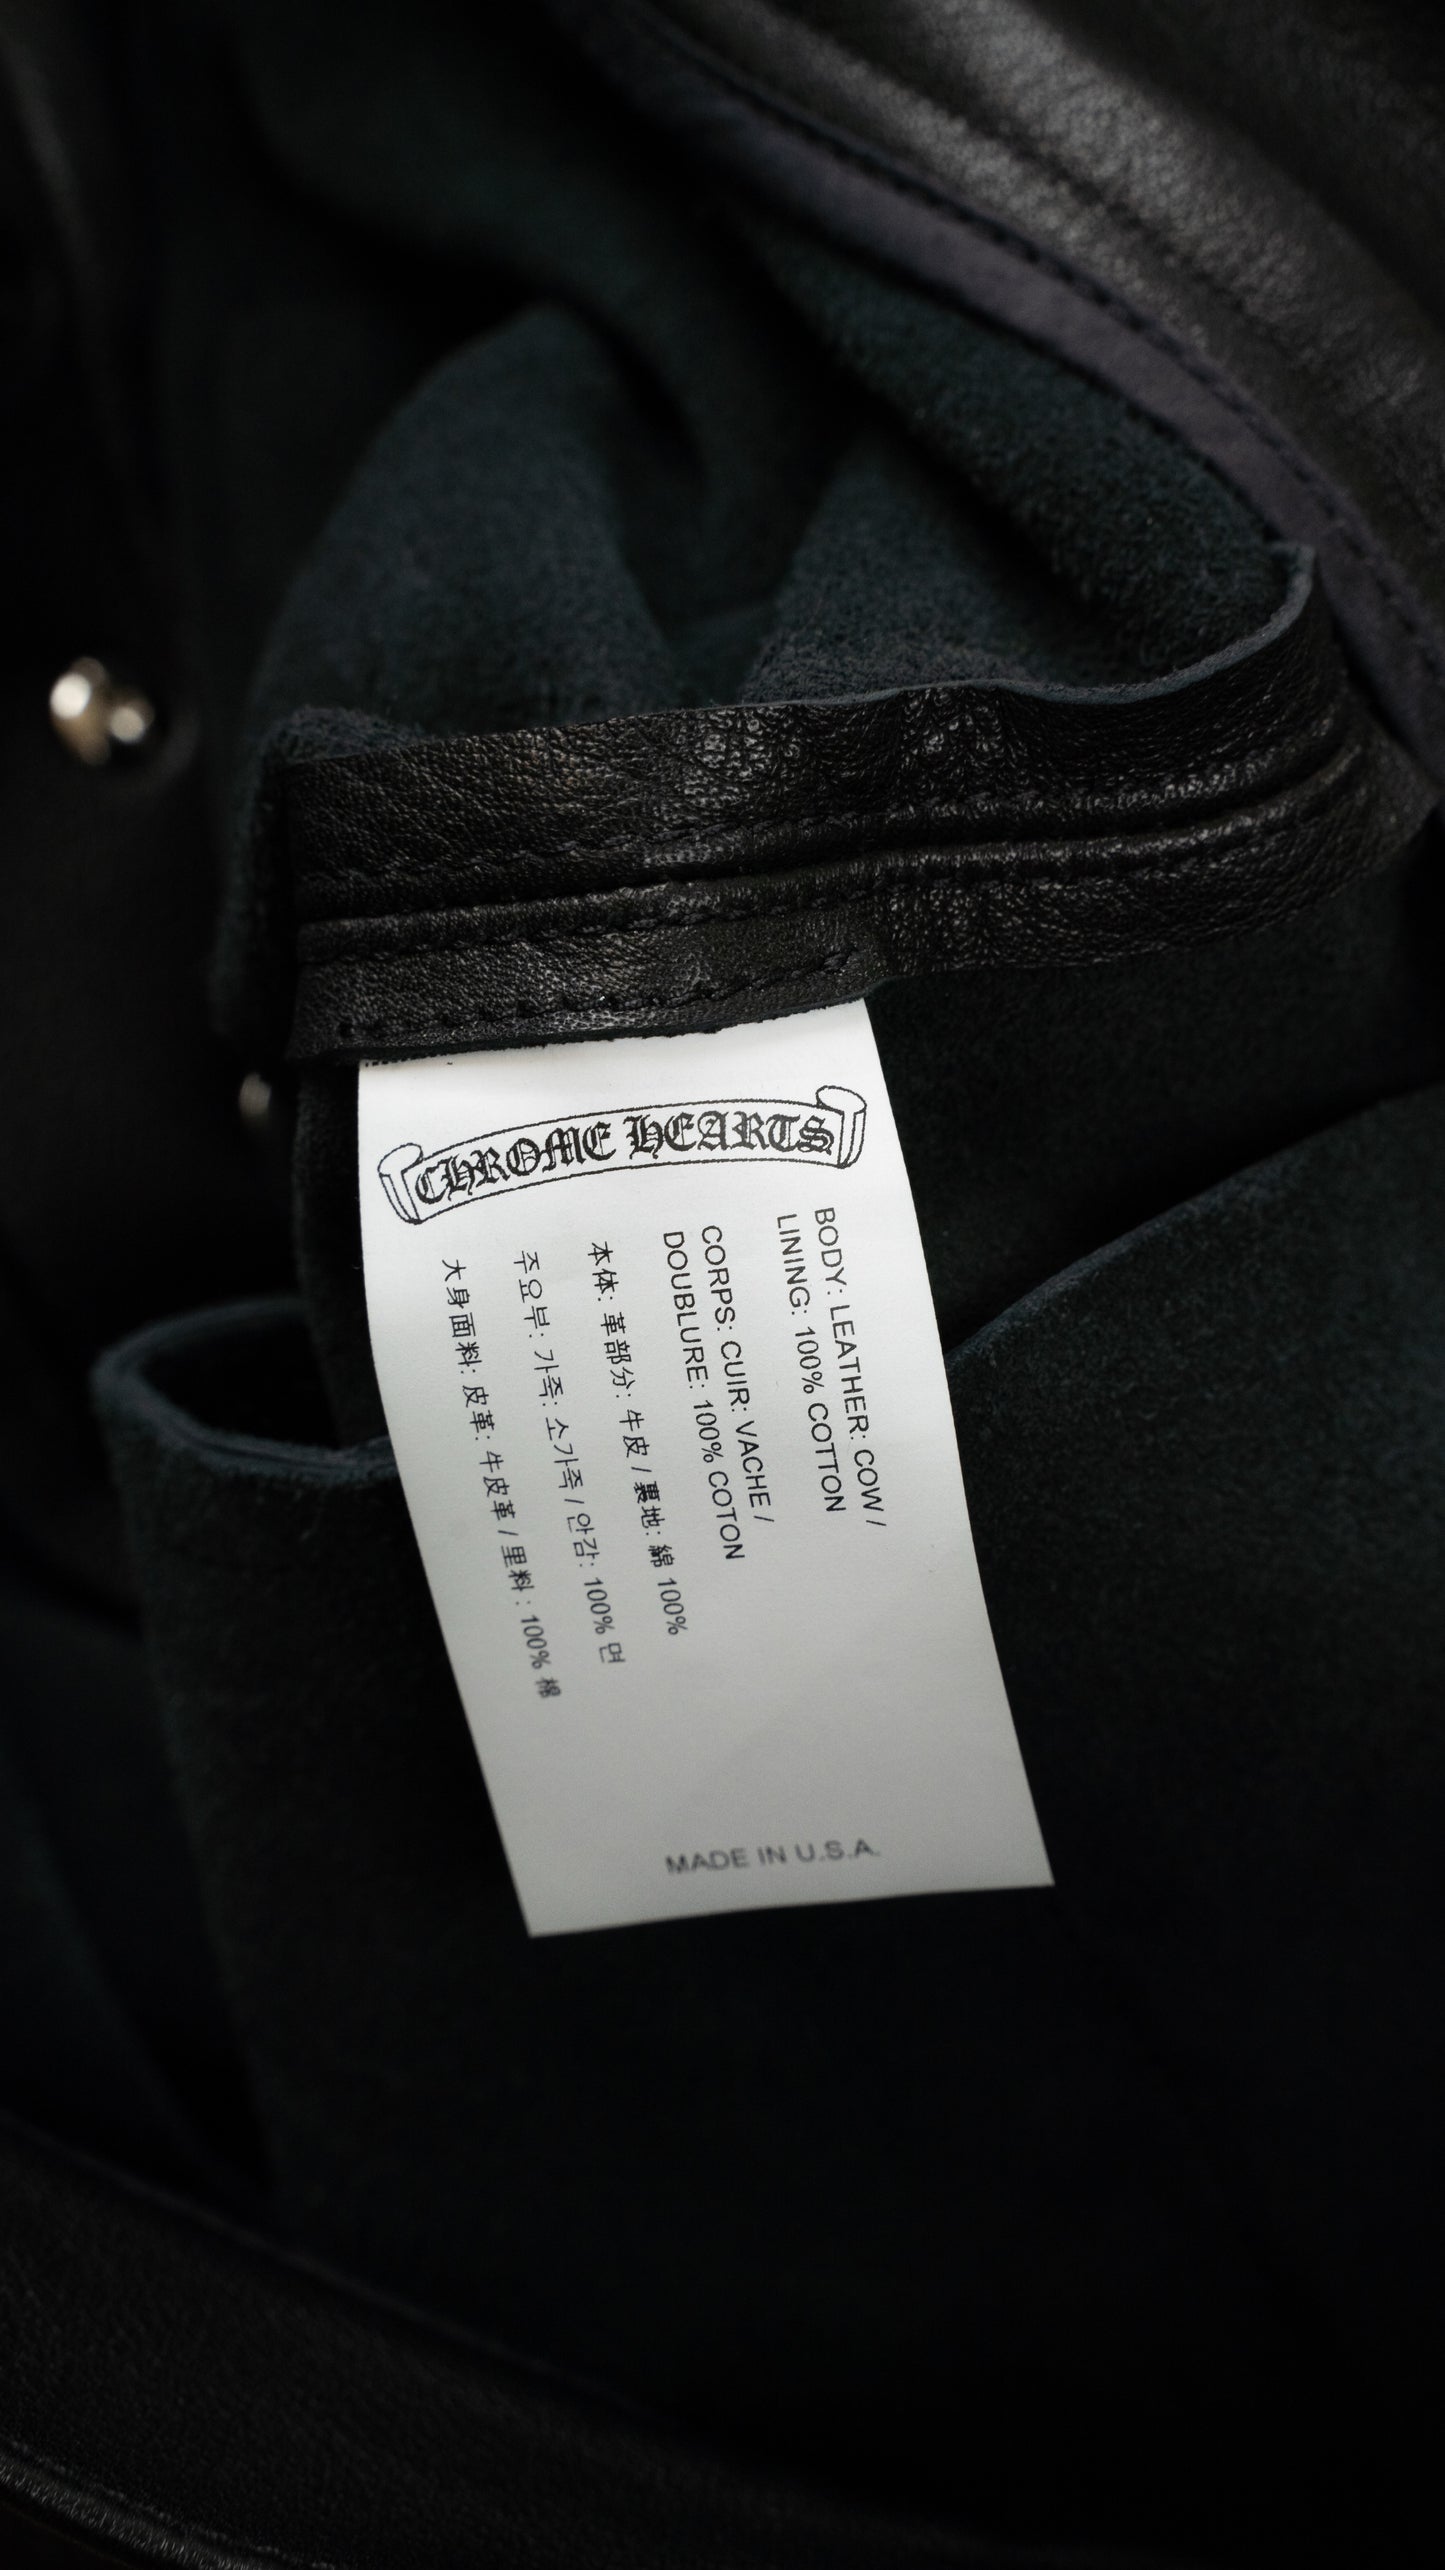 CHROME HEARTS
BODY: LEATHER: COW /
LINING: 100% COTTON
CORPS: CUIR: VACHE /
DOUBLURE: 100% COTON
本体: 革部分: 牛皮 / 裏地: 綿 100%
주요부: 가죽: 소가죽 / 안감: 100% 면
大身面料: 皮革: 牛皮革 / 里料: 100% 棉
MADE IN U.S.A.